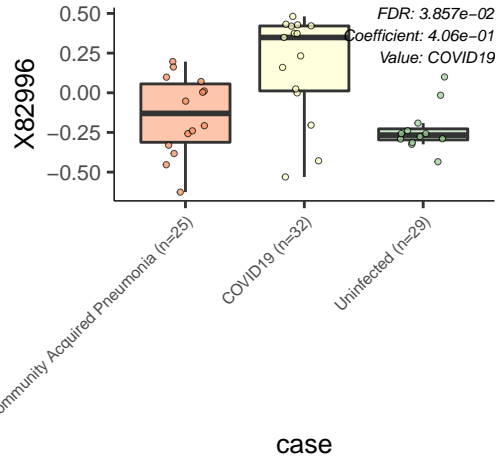 FDR: 3.857e-02
Coefficient: 4.06e-01
Value: COVID19
X82996
0.50
0.25
0.00
−0.25
−0.50
ommunity Acquired Pneumonia (n=25)
COVID19 (n=32)
Uninfected (n=29)
case